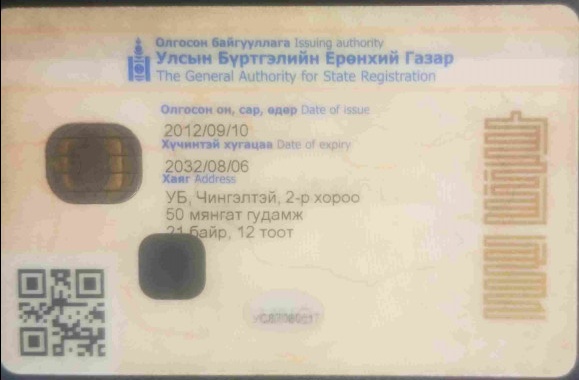 Олгосон байгууллага Issuing authority
Улсын Бүртгэлийн Ерөнхий Газар
The General Authority for State Registration
Олгосон он, сар, өдөр Date of issue
2012/09/10
Хүчинтэй хугацаа Date of expiry
2032/08/06
Хаяг Address
УБ, Чингэлтэй, 2-р хороо
50 мянгат гудамж
21 байр, 12 тоот